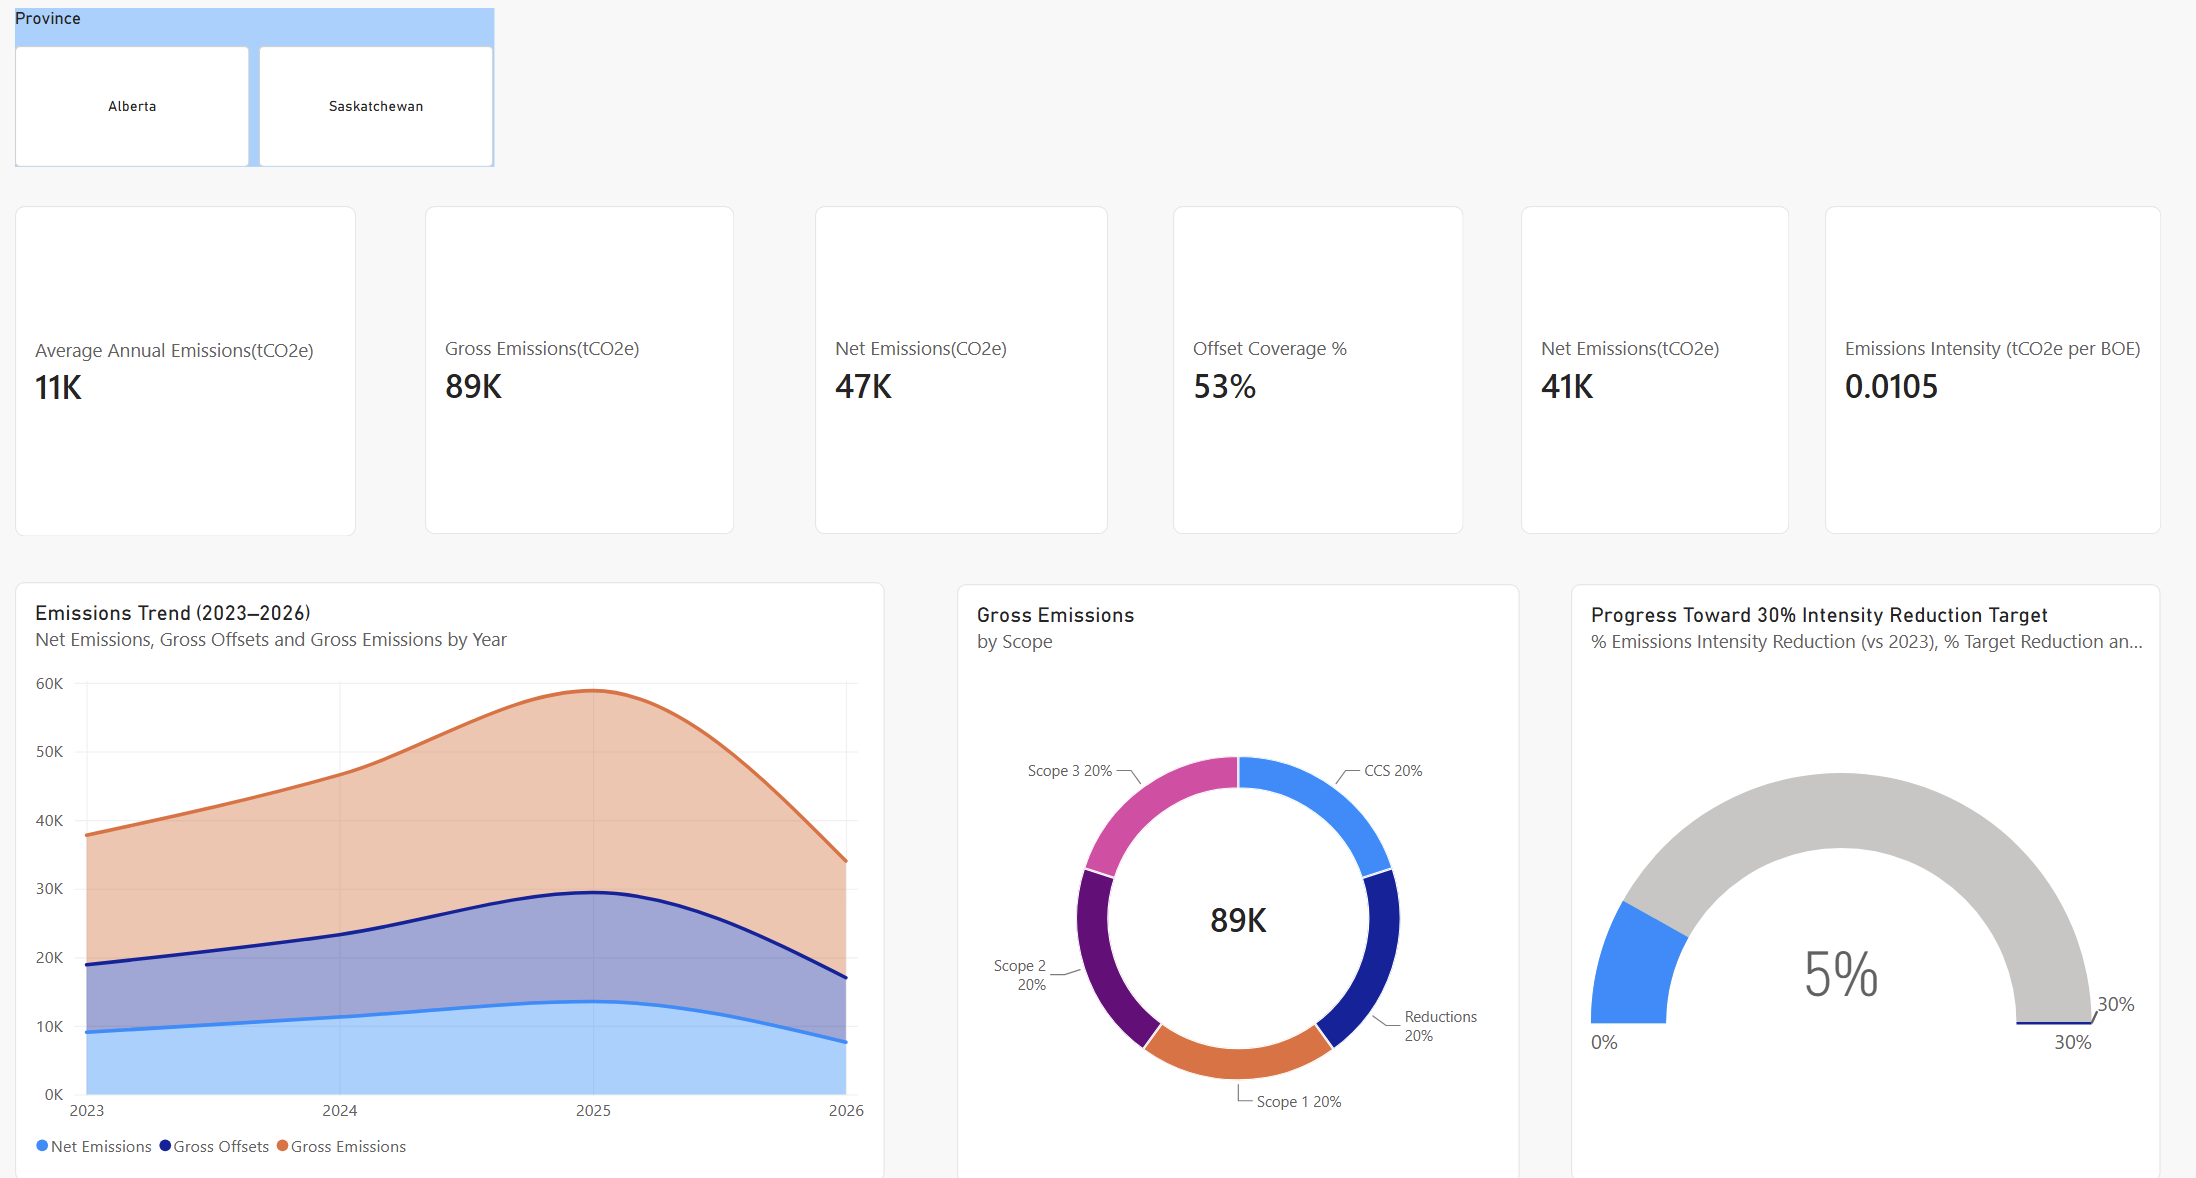 Province
Alberta
Saskatchewan
Average Annual Emissions(tCO2e)
11K
Gross Emissions(tCO2e)
89K
Net Emissions(CO2e)
47K
Offset Coverage %
53%
Net Emissions(tCO2e)
41K
Emissions Intensity (tCO2e per BOE)
0.0105
Emissions Trend (2023–2026)
Net Emissions, Gross Offsets and Gross Emissions by Year
60K
50K
40K
30K
20K
10K
0K
2023
2024
2025
2026
Net Emissions
Gross Offsets
Gross Emissions
Gross Emissions
by Scope
Scope 3 20%
CCS 20%
89K
Scope 2
20%
Reductions
20%
Scope 1 20%
Progress Toward 30% Intensity Reduction Target
% Emissions Intensity Reduction (vs 2023), % Target Reduction an...
5%
30%
0%
30%